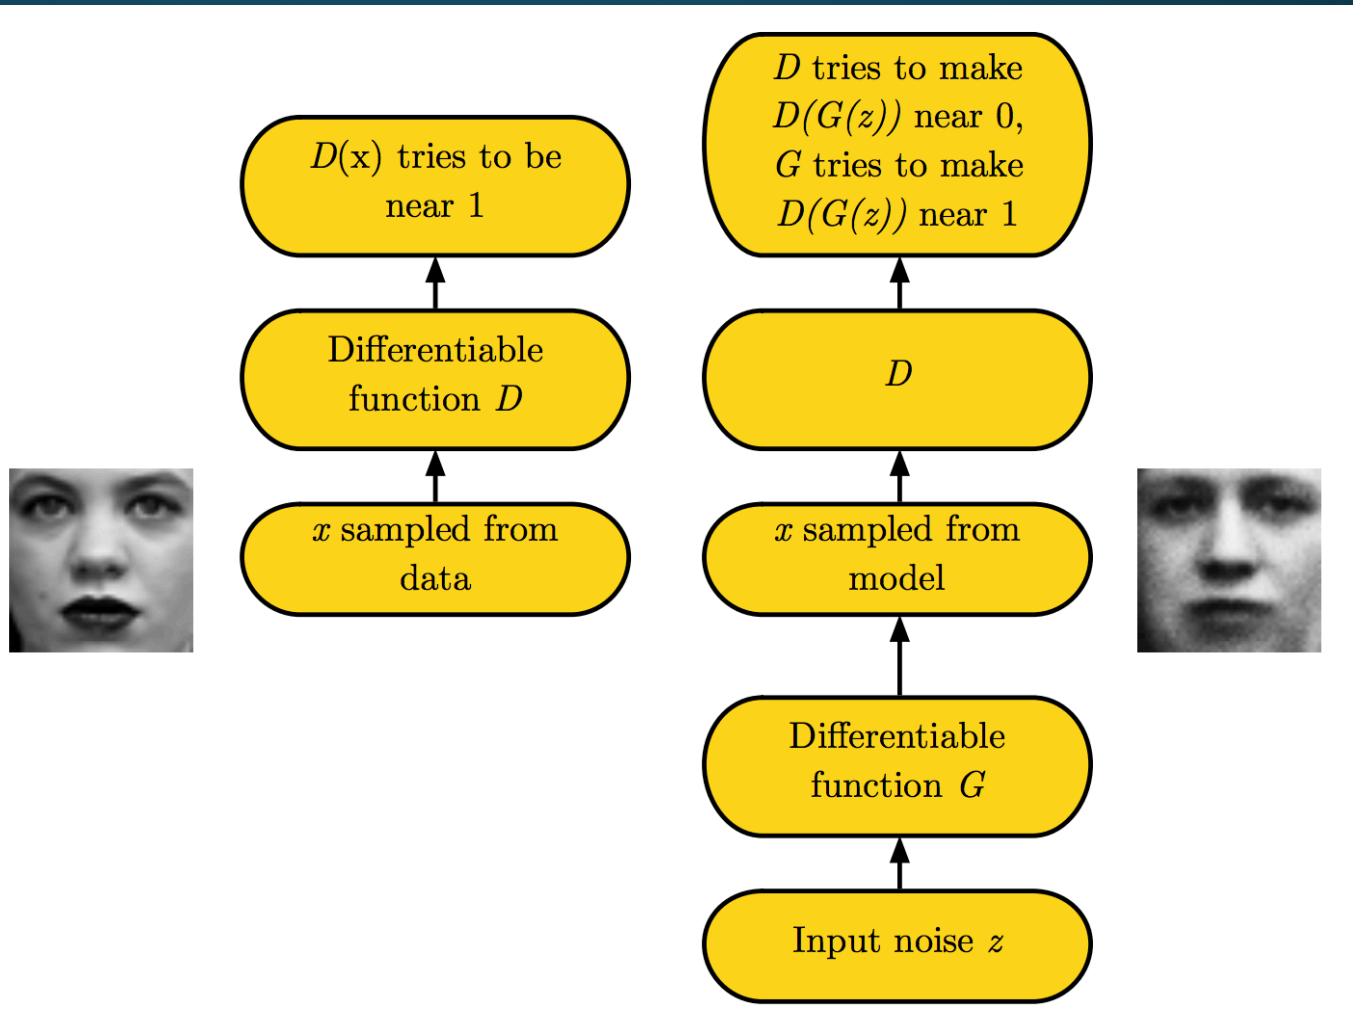 D(x) tries to be
near 1
Differentiable
function D
x sampled from
data
D tries to make
D(G(z)) near 0,
G tries to make
D(G(z)) near 1
D
x sampled from
model
Differentiable
function G
Input noise z